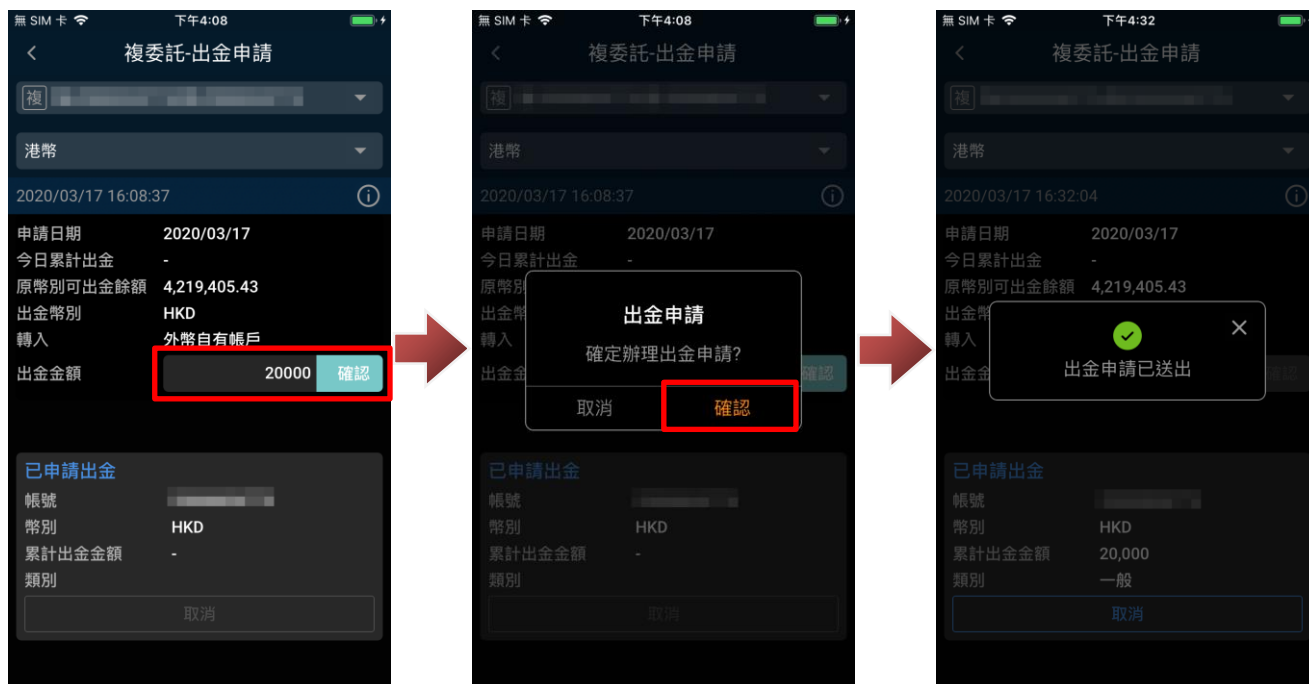 無 SIM 卡 下午4:08
複委託-出金申請
複
港幣
2020/03/17 16:08:37
申請日期 2020/03/17
今日累計出金 -
原幣別可出金餘額 4,219,405.43
出金幣別 HKD
轉入 外幣自有帳戶
出金金額 20000 確認
已申請出金
帳號
幣別 HKD
累計出金金額 -
類別
取消
無 SIM 卡 下午4:08
複委託-出金申請
複
港幣
2020/03/17 16:08:37
申請日期 2020/03/17
今日累計出金 -
原幣別
出金幣
轉入
出金金
確認
出金申請
確定辦理出金申請?
取消 確認
已申請出金
帳號
幣別 HKD
累計出金金額 -
類別
取消
無 SIM 卡 下午4:32
複委託-出金申請
複
港幣
2020/03/17 16:32:04
申請日期 2020/03/17
今日累計出金 -
原幣別可出金餘額 4,219,405.43
出金幣
轉入
出金金
確認
出金申請已送出
已申請出金
帳號
幣別 HKD
累計出金金額 20,000
類別 一般
取消